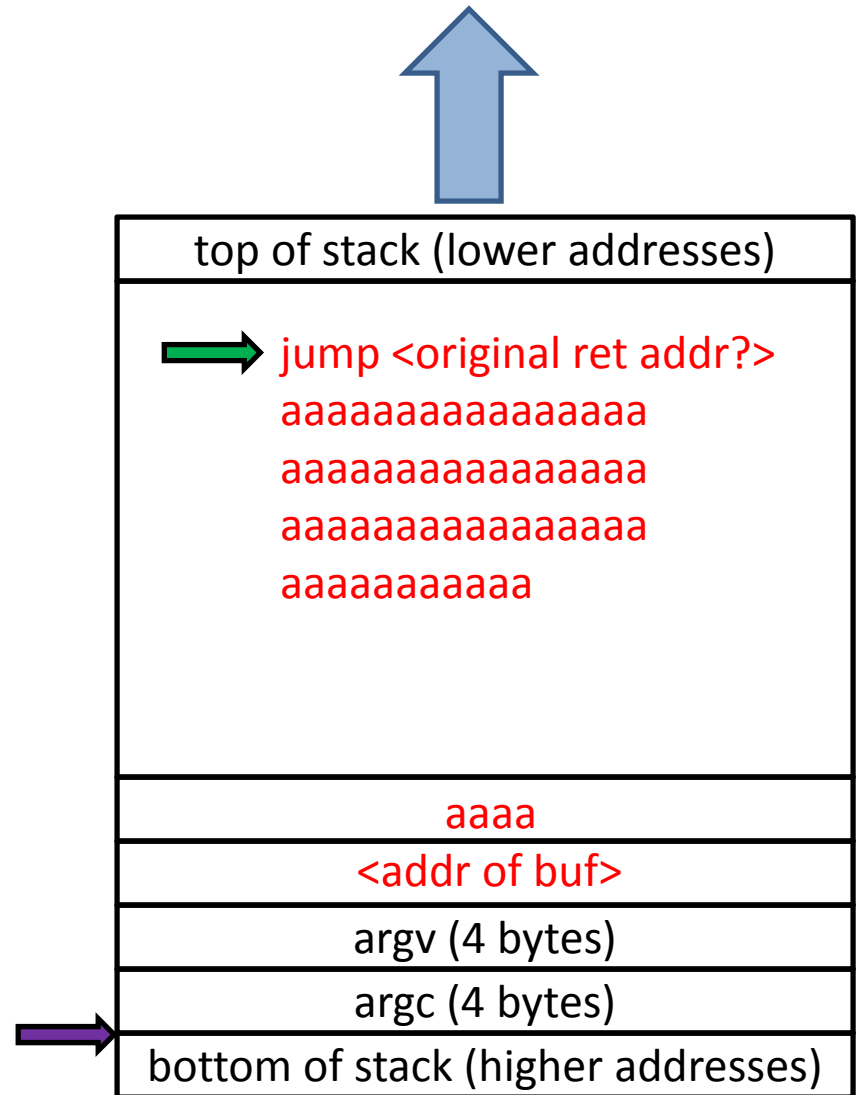 top of stack (lower addresses)
jump <original ret addr?>
aaaaaaaaaaaaaaaa
aaaaaaaaaaaaaaaa
aaaaaaaaaaaaaaaa
aaaaaaaaaaa
aaaa
<addr of buf>
argv (4 bytes)
argc (4 bytes)
bottom of stack (higher addresses)